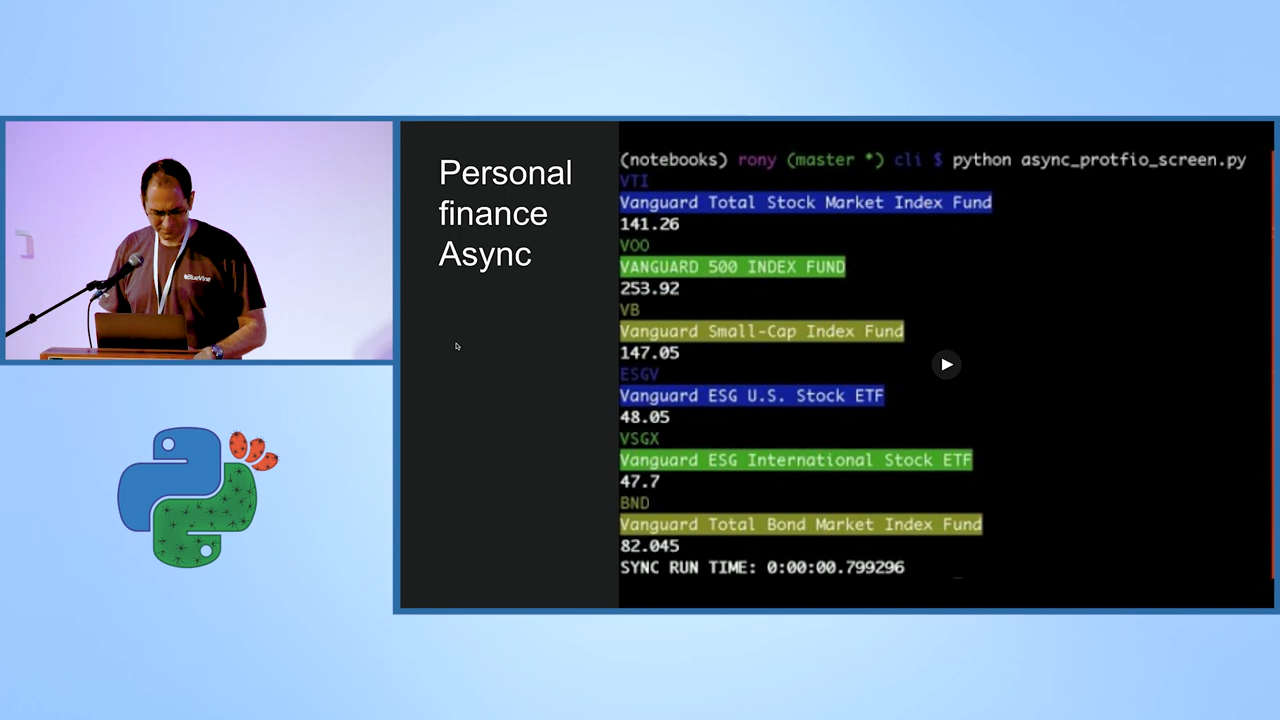 BlueVine
Personal
finance
Async
(notebooks) rony (master *) cli $ python async_protfio_screen.py
VTI
Vanguard Total Stock Market Index Fund
141.26
VOO
VANGUARD 500 INDEX FUND
253.92
VB
Vanguard Small-Cap Index Fund
147.05
ESGV
Vanguard ESG U.S. Stock ETF
48.05
VSGX
Vanguard ESG International Stock ETF
47.7
BND
Vanguard Total Bond Market Index Fund
82.045
SYNC RUN TIME: 0:00:00.799296